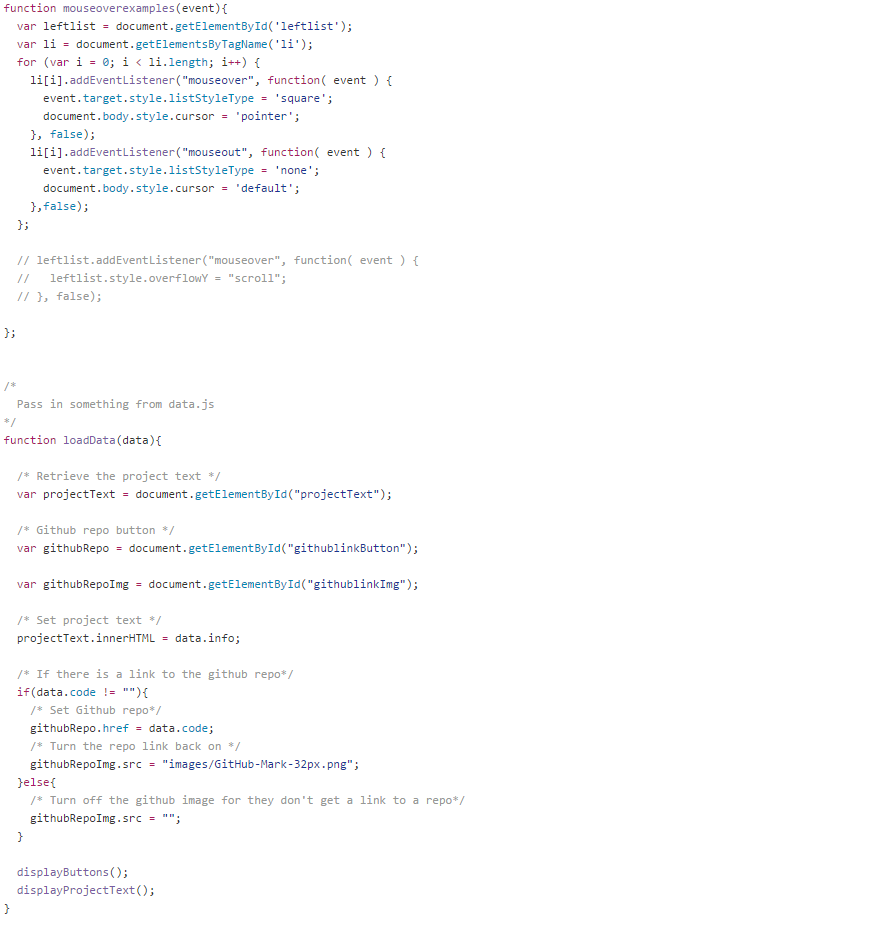 function mouseoverexamples(event){
  var leftlist = document.getElementById('leftlist');
  var li = document.getElementsByTagName('li');
  for (var i = 0; i < li.length; i++) {
    li[i].addEventListener("mouseover", function( event ) {
      event.target.style.listStyleType = 'square';
      document.body.style.cursor = 'pointer';
    }, false);
    li[i].addEventListener("mouseout", function( event ) {
      event.target.style.listStyleType = 'none';
      document.body.style.cursor = 'default';
    },false);
  };

  // leftlist.addEventListener("mouseover", function( event ) {
  //   leftlist.style.overflowY = "scroll";
  // }, false);

};


/*
  Pass in something from data.js
*/
function loadData(data){

  /* Retrieve the project text */
  var projectText = document.getElementById("projectText");

  /* Github repo button */
  var githubRepo = document.getElementById("githublinkButton");

  var githubRepoImg = document.getElementById("githublinkImg");

  /* Set project text */
  projectText.innerHTML = data.info;

  /* If there is a link to the github repo*/
  if(data.code != ""){
    /* Set Github repo*/
    githubRepo.href = data.code;
    /* Turn the repo link back on */
    githubRepoImg.src = "images/GitHub-Mark-32px.png";
  }else{
    /* Turn off the github image for they don't get a link to a repo*/
    githubRepoImg.src = "";
  }

  displayButtons();
  displayProjectText();
}